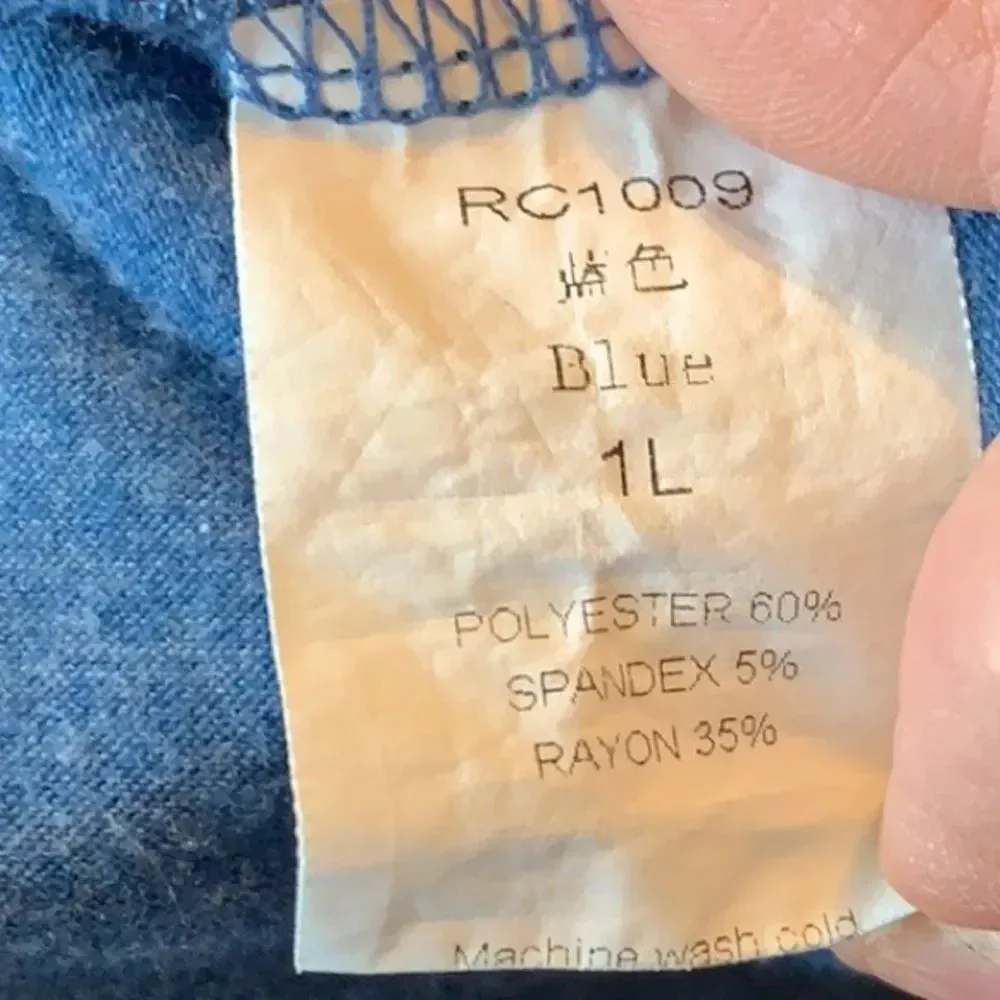 RC1009
蓝色
Blue
1L
POLYESTER 60%
SPANDEX 5%
RAYON 35%
Machine wash cold